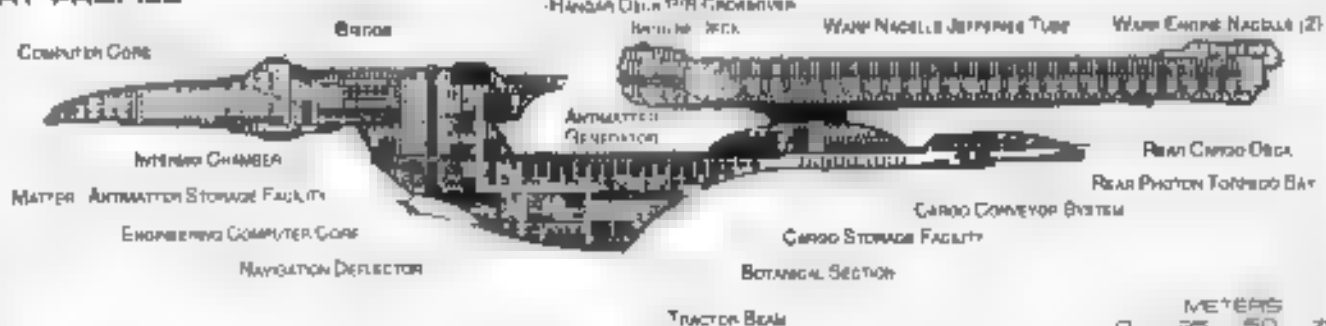 BRIDGE
COMPUTER CORE
WARP NACELLE JEFFERIES TUBE
WARP ENGINE NACELLE (2)
ANTIMATTER
GENERATOR
CHAMBER
REAR CARGO DECK
MATTER ANTIMATTER STORAGE FACILITY
REAR PHOTON TORPEDO BAY
CARGO CONVEYOR SYSTEM
ENGINEERING COMPUTER CORE
CARGO STORAGE FACILITY
NAVIGATION DEFLECTOR
BOTANICAL SECTION
METERS
TRACTOR BEAM